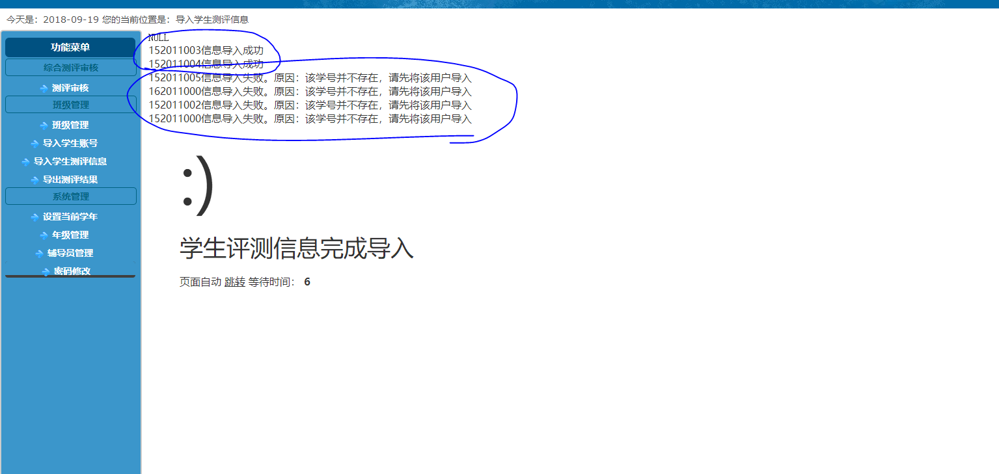 今天是：2018-09-19 您的当前位置是：导入学生测评信息
功能菜单
综合测评审核
测评审核
班级管理
班级管理
导入学生账号
导入学生测评信息
导出测评结果
系统管理
设置当前学年
年级管理
辅导员管理
密码修改
NULL
152011003信息导入成功
152011004信息导入成功
152011005信息导入失败。原因：该学号并不存在，请先将该用户导入
162011000信息导入失败。原因：该学号并不存在，请先将该用户导入
152011002信息导入失败。原因：该学号并不存在，请先将该用户导入
152011000信息导入失败。原因：该学号并不存在，请先将该用户导入
:)
学生评测信息完成导入
页面自动 跳转 等待时间： 6